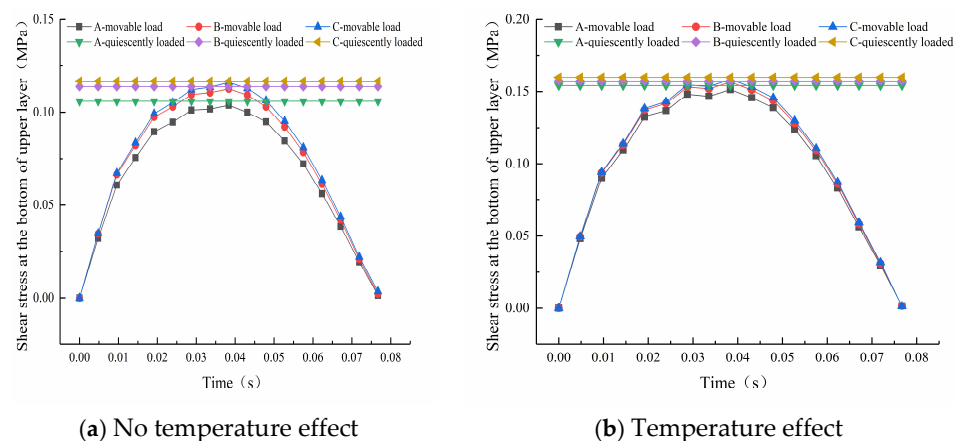 A-movable load B-movable load C-movable load
A-quiescently loaded B-quiescently loaded C-quiescently loaded
Shear stress at the bottom of upper layer（MPa）
0.15
0.10
0.05
0.00
0.00 0.01 0.02 0.03 0.04 0.05 0.06 0.07 0.08
Time（s）
(a) No temperature effect
A-movable load B-movable load C-movable load
A-quiescently loaded B-quiescently loaded C-quiescently loaded
Shear stress at the bottom of upper layer（MPa）
0.20
0.15
0.10
0.05
0.00
0.00 0.01 0.02 0.03 0.04 0.05 0.06 0.07 0.08
Time（s）
(b) Temperature effect